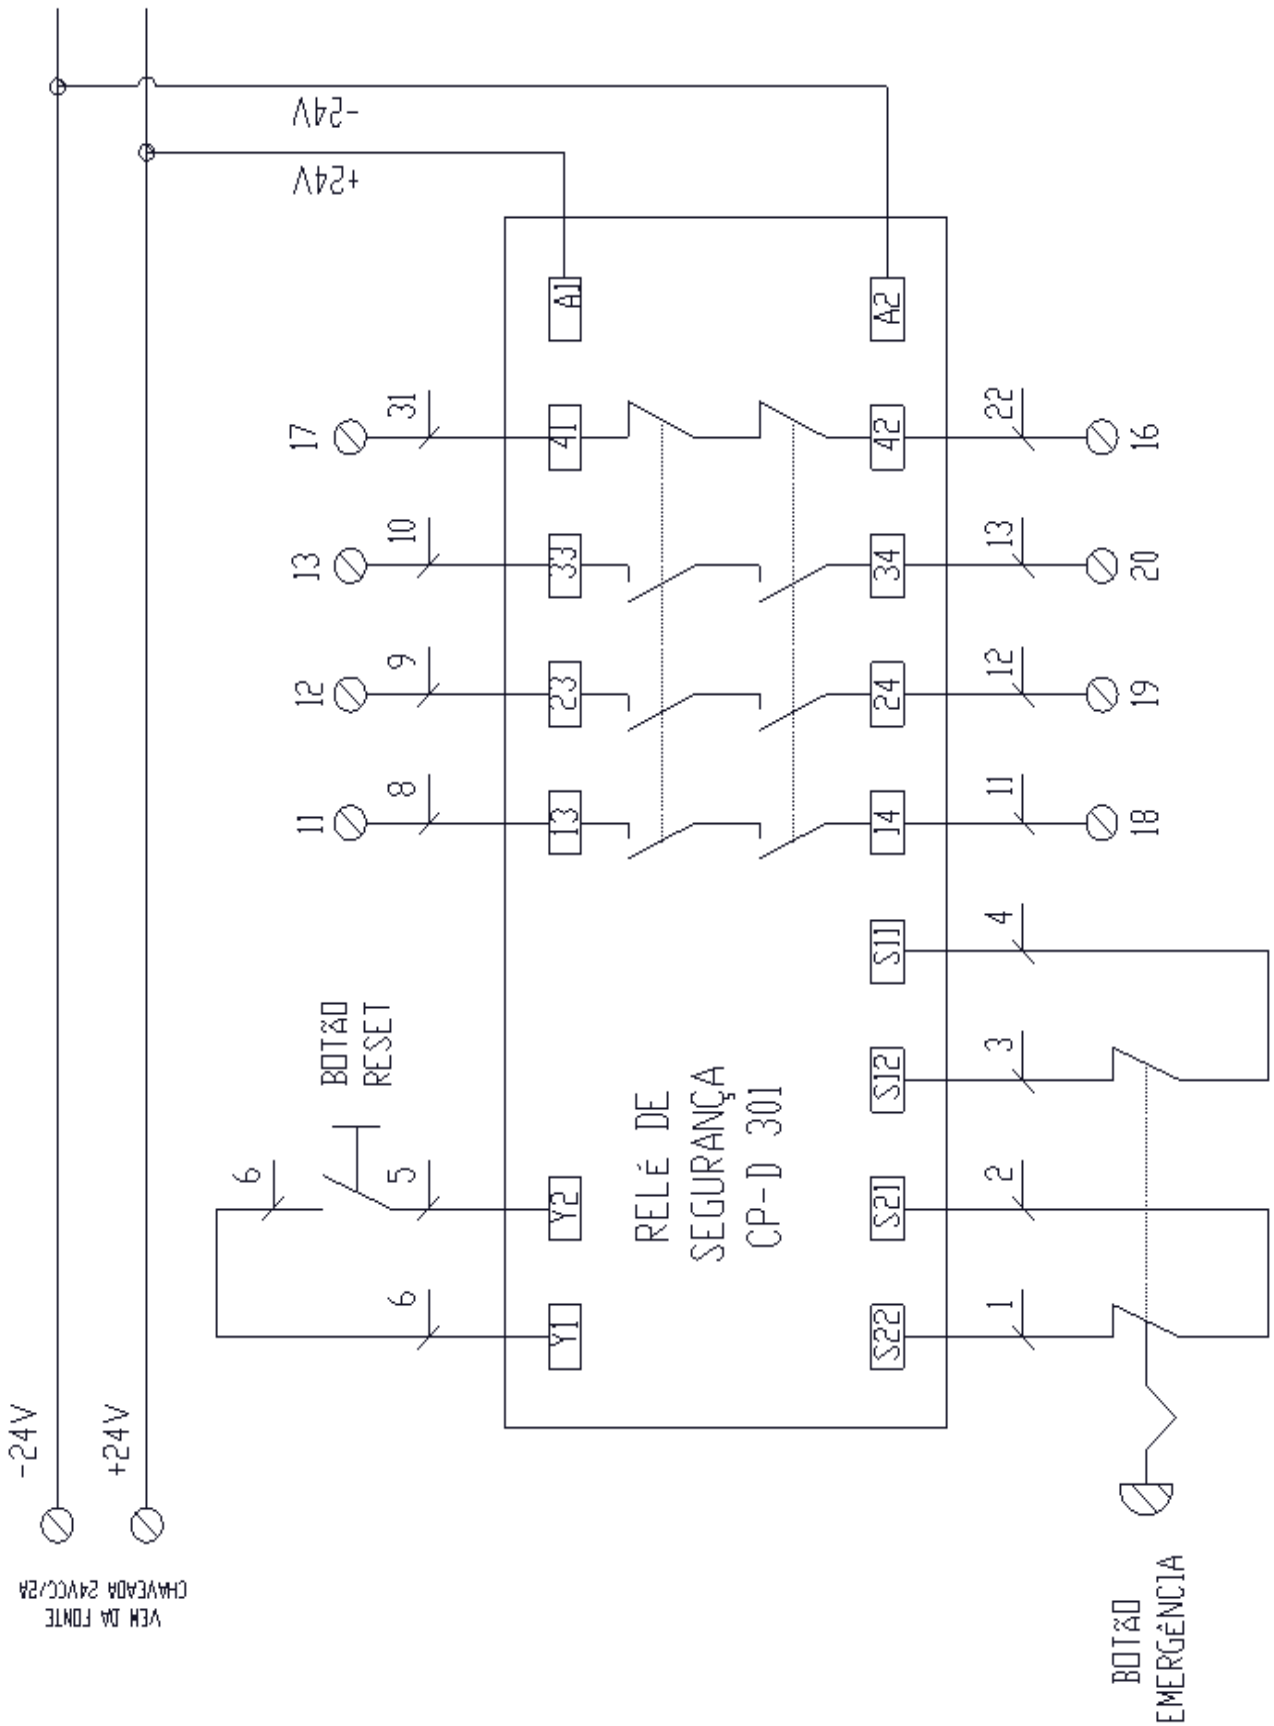 -24V
+24V
VEM DA FONTE
CHAVEADA 24VCC/2A
-24V
+24V
BOTÃO
RESET
6
6
5
11
8
12
9
13
10
17
31
Y1
Y2
13
23
33
41
A1
RELÉ DE
SEGURANÇA
CP-D 301
S22
S21
S12
S11
14
24
34
42
A2
1
2
3
4
11
12
13
22
18
19
20
16
BOTÃO
EMERGÊNCIA